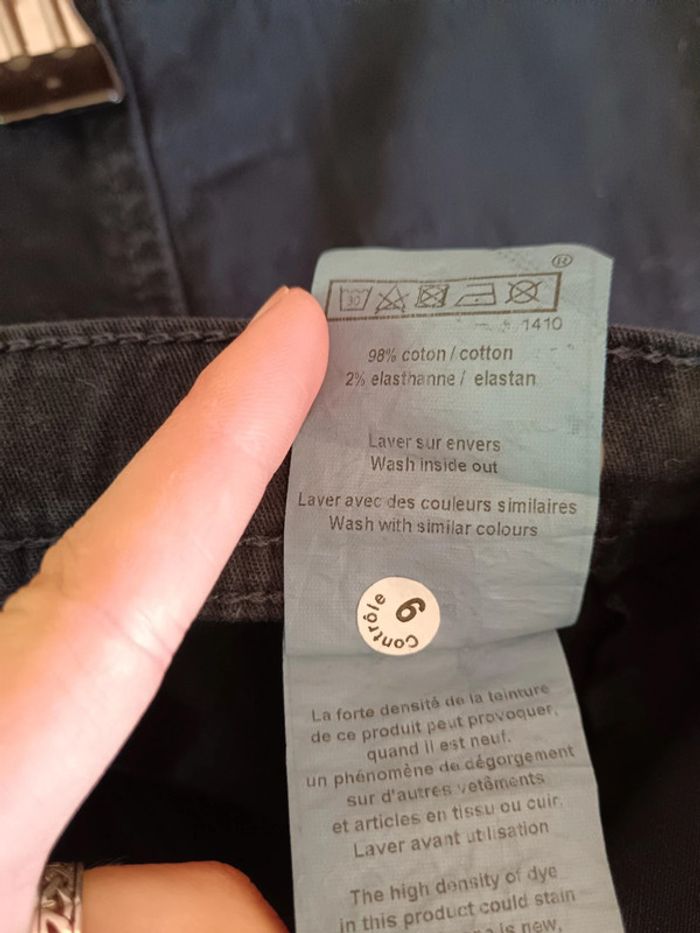 ®
30
1410
98% coton / cotton
2% elasthanne / elastan
Laver sur envers
Wash inside out
Laver avec des couleurs similaires
Wash with similar colours
6
Contrôle
La forte densité de la teinture
de ce produit peut provoquer,
quand il est neuf,
un phénomène de dégorgement
sur d'autres vetêments
et articles en tissu ou cuir.
Laver avant utilisation
The high density of dye
in this product could stain
is new,